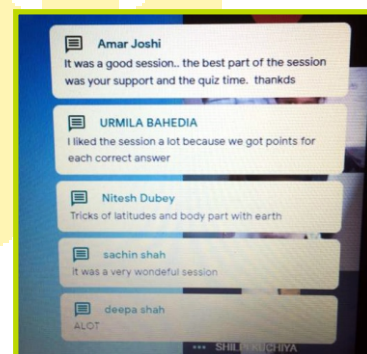 Amar Joshi
It was a good session.. the best part of the session
was your support and the quiz time. thankds
URMILA BAHEDIA
I liked the session a lot because we got points for
each correct answer
Nitesh Dubey
Tricks of latitudes and body part with earth
sachin shah
It was a very wondeful session
deepa shah
ALOT